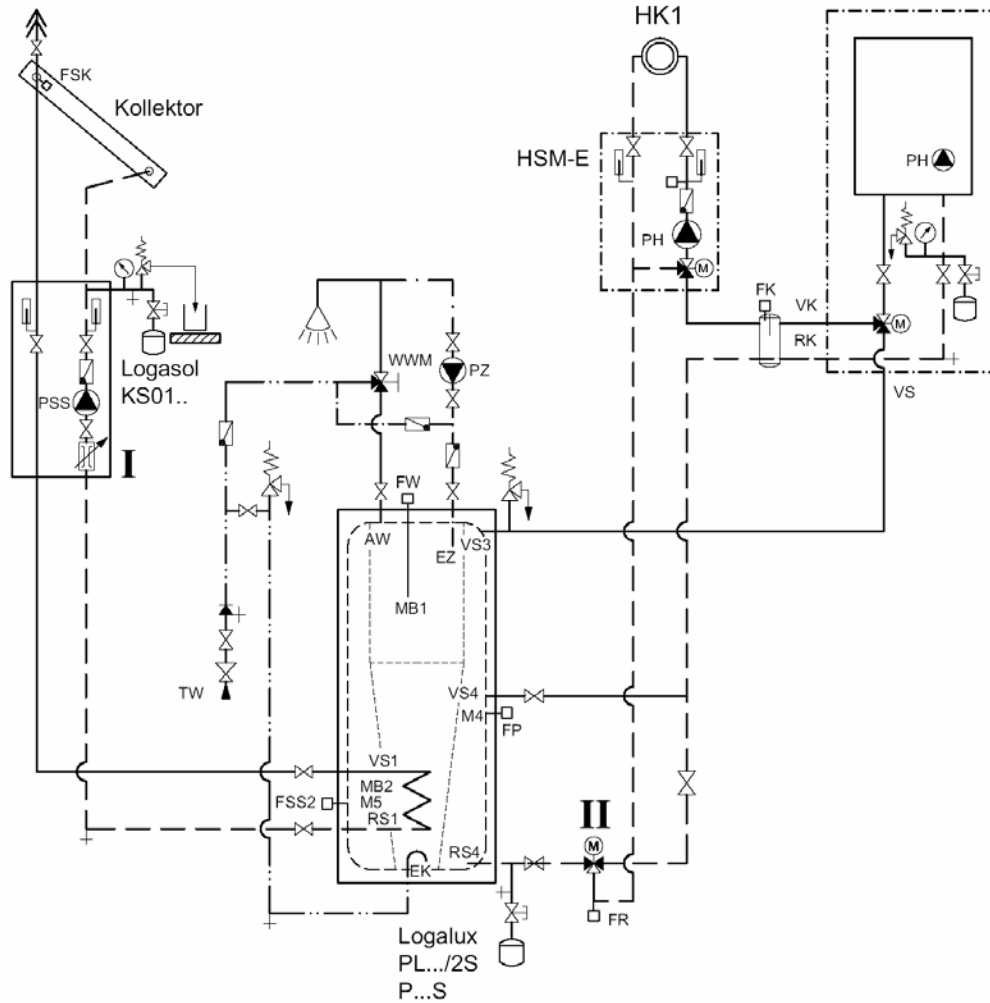 HK1
FSK
Kollektor
HSM-E
PH
PH
M
FK
VK
M
RK
VS
Logasol
KS01..
PSS
I
WWM
PZ
FW
AW
EZ
VS3
MB1
TW
VS4
M4
FP
VS1
MB2
FSS2
M5
RS1
II
M
RS4
EK
FR
Logalux
PL.../2S
P...S